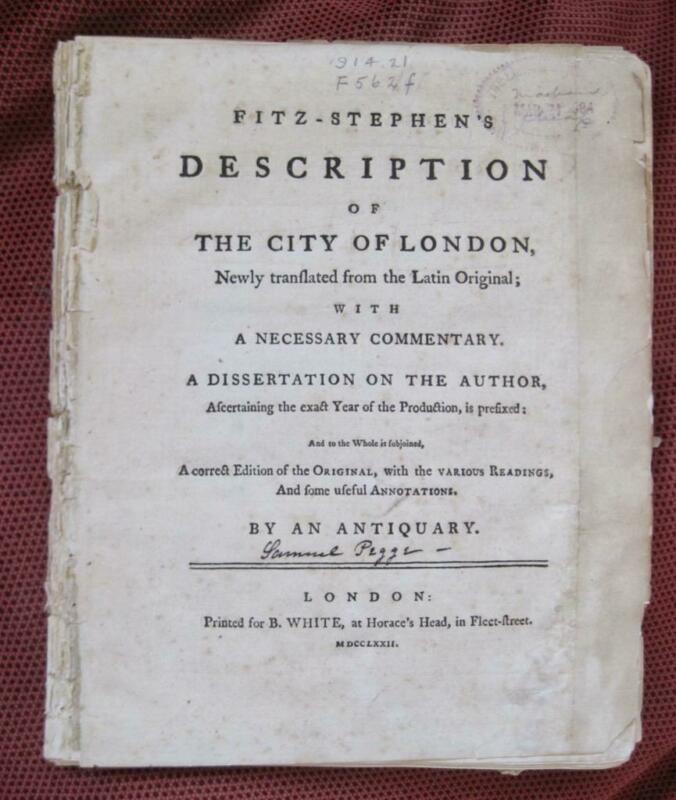 914.21
F562f
FITZ-STEPHEN'S
DESCRIPTION
OF
THE CITY OF LONDON,
Newly tranſlated from the Latin Original;
WITH
A NECESSARY COMMENTARY.
A DISSERTATION ON THE AUTHOR,
Aſcertaining the exact Year of the Production, is prefixed:
And to the Whole is ſubjoined,
A correct Edition of the ORIGINAL, with the VARIOUS READINGS,
And ſome uſeful ANNOTATIONS.
BY AN ANTIQUARY.
Samuel Pegge —
LONDON:
Printed for B. WHITE, at Horace's Head, in Fleet-ſtreet.
MDCCLXXII.